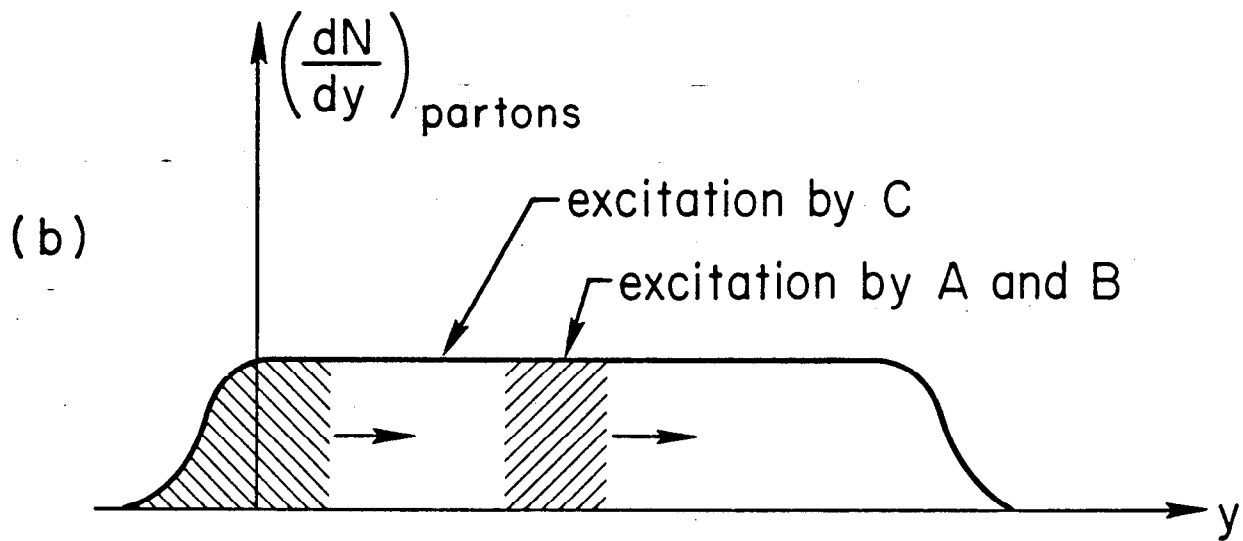 (dN/dy) partons
(b)
excitation by C
excitation by A and B
y